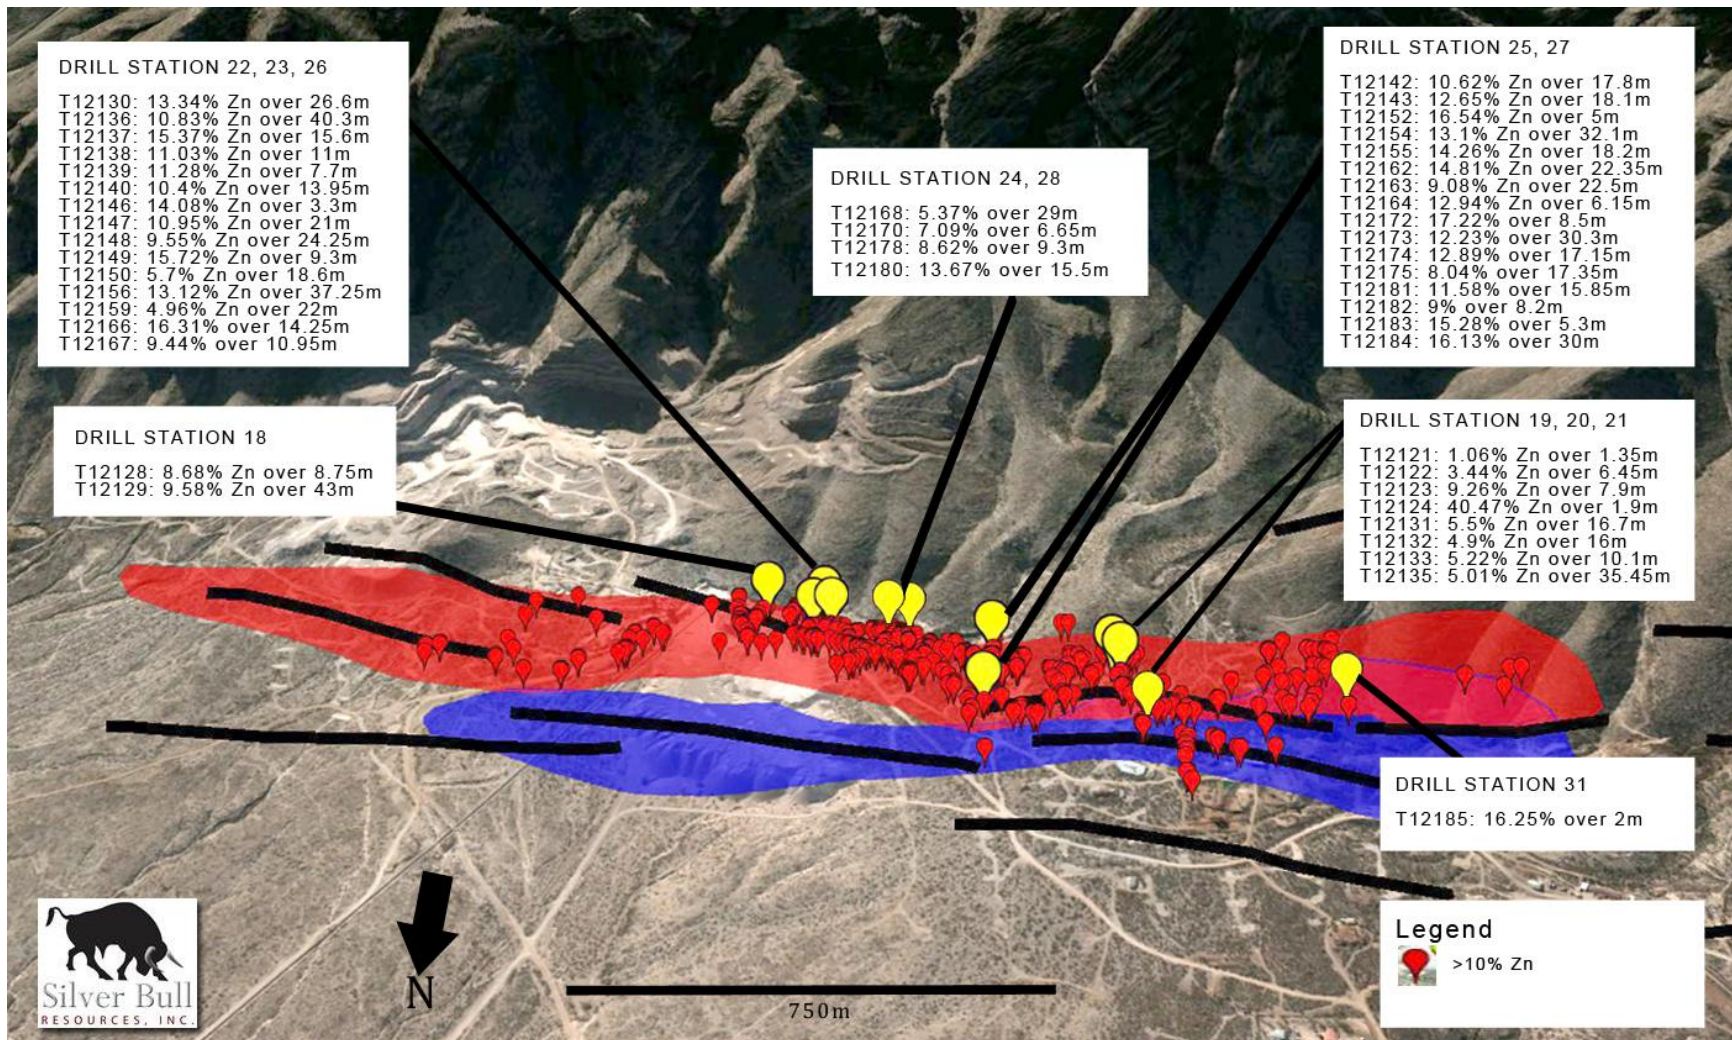 DRILL STATION 22, 23, 26
T12130: 13.34% Zn over 26.6m
T12136: 10.83% Zn over 40.3m
T12137: 15.37% Zn over 15.6m
T12138: 11.03% Zn over 11m
T12139: 11.28% Zn over 7.7m
T12140: 10.4% Zn over 13.95m
T12146: 14.08% Zn over 3.3m
T12147: 10.95% Zn over 21m
T12148: 9.55% Zn over 24.25m
T12149: 15.72% Zn over 9.3m
T12150: 5.7% Zn over 18.6m
T12156: 13.12% Zn over 37.25m
T12159: 4.96% Zn over 22m
T12166: 16.31% over 14.25m
T12167: 9.44% over 10.95m
DRILL STATION 18
T12128: 8.68% Zn over 8.75m
T12129: 9.58% Zn over 43m
DRILL STATION 24, 28
T12168: 5.37% over 29m
T12170: 7.09% over 6.65m
T12178: 8.62% over 9.3m
T12180: 13.67% over 15.5m
DRILL STATION 25, 27
T12142: 10.62% Zn over 17.8m
T12143: 12.65% Zn over 18.1m
T12152: 16.54% Zn over 5m
T12154: 13.1% Zn over 32.1m
T12155: 14.26% Zn over 18.2m
T12162: 14.81% Zn over 22.35m
T12163: 9.08% Zn over 22.5m
T12164: 12.94% Zn over 6.15m
T12172: 17.22% over 8.5m
T12173: 12.23% over 30.3m
T12174: 12.89% over 17.15m
T12175: 8.04% over 17.35m
T12181: 11.58% over 15.85m
T12182: 9% over 8.2m
T12183: 15.28% over 5.3m
T12184: 16.13% over 30m
DRILL STATION 19, 20, 21
T12121: 1.06% Zn over 1.35m
T12122: 3.44% Zn over 6.45m
T12123: 9.26% Zn over 7.9m
T12124: 40.47% Zn over 1.9m
T12131: 5.5% Zn over 16.7m
T12132: 4.9% Zn over 16m
T12133: 5.22% Zn over 10.1m
T12135: 5.01% Zn over 35.45m
DRILL STATION 31
T12185: 16.25% over 2m
Legend
>10% Zn
Silver Bull
RESOURCES, INC.
N
750m